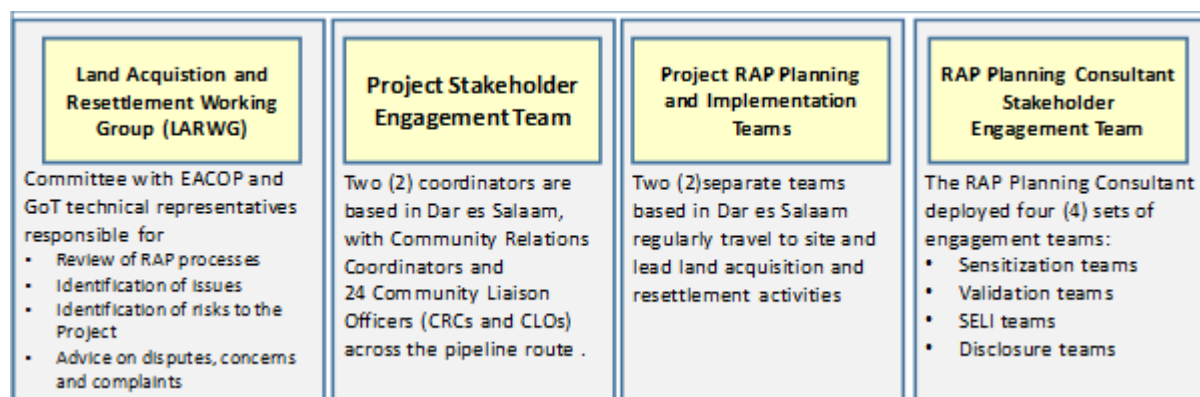 Land Acquistion and
Resettlement Working
Group (LARWG)
Committee with EACOP and
GoT technical representatives
responsible for
• Review of RAP processes
• Identification of issues
• Identification of risks to the
Project
• Advice on disputes, concerns
and complaints
Project Stakeholder
Engagement Team
Two (2) coordinators are
based in Dar es Salaam,
with Community Relations
Coordinators and
24 Community Liaison
Officers (CRCs and CLOs)
across the pipeline route .
Project RAP Planning
and Implementation
Teams
Two (2)separate teams
based in Dar es Salaam
regularly travel to site and
lead land acquisition and
resettlement activities
RAP Planning Consultant
Stakeholder
Engagement Team
The RAP Planning Consultant
deployed four (4) sets of
engagement teams:
• Sensitization teams
• Validation teams
• SELI teams
• Disclosure teams